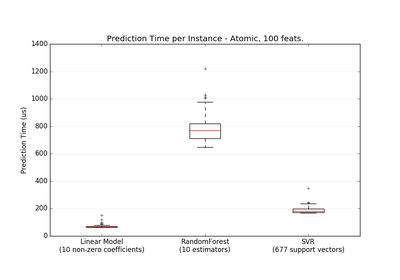 Prediction Time per Instance - Atomic, 100 feats.
1400
1200
1000
800
600
400
200
0
Prediction Time (us)
Linear Model
(10 non-zero coefficients)
RandomForest
(10 estimators)
SVR
(677 support vectors)